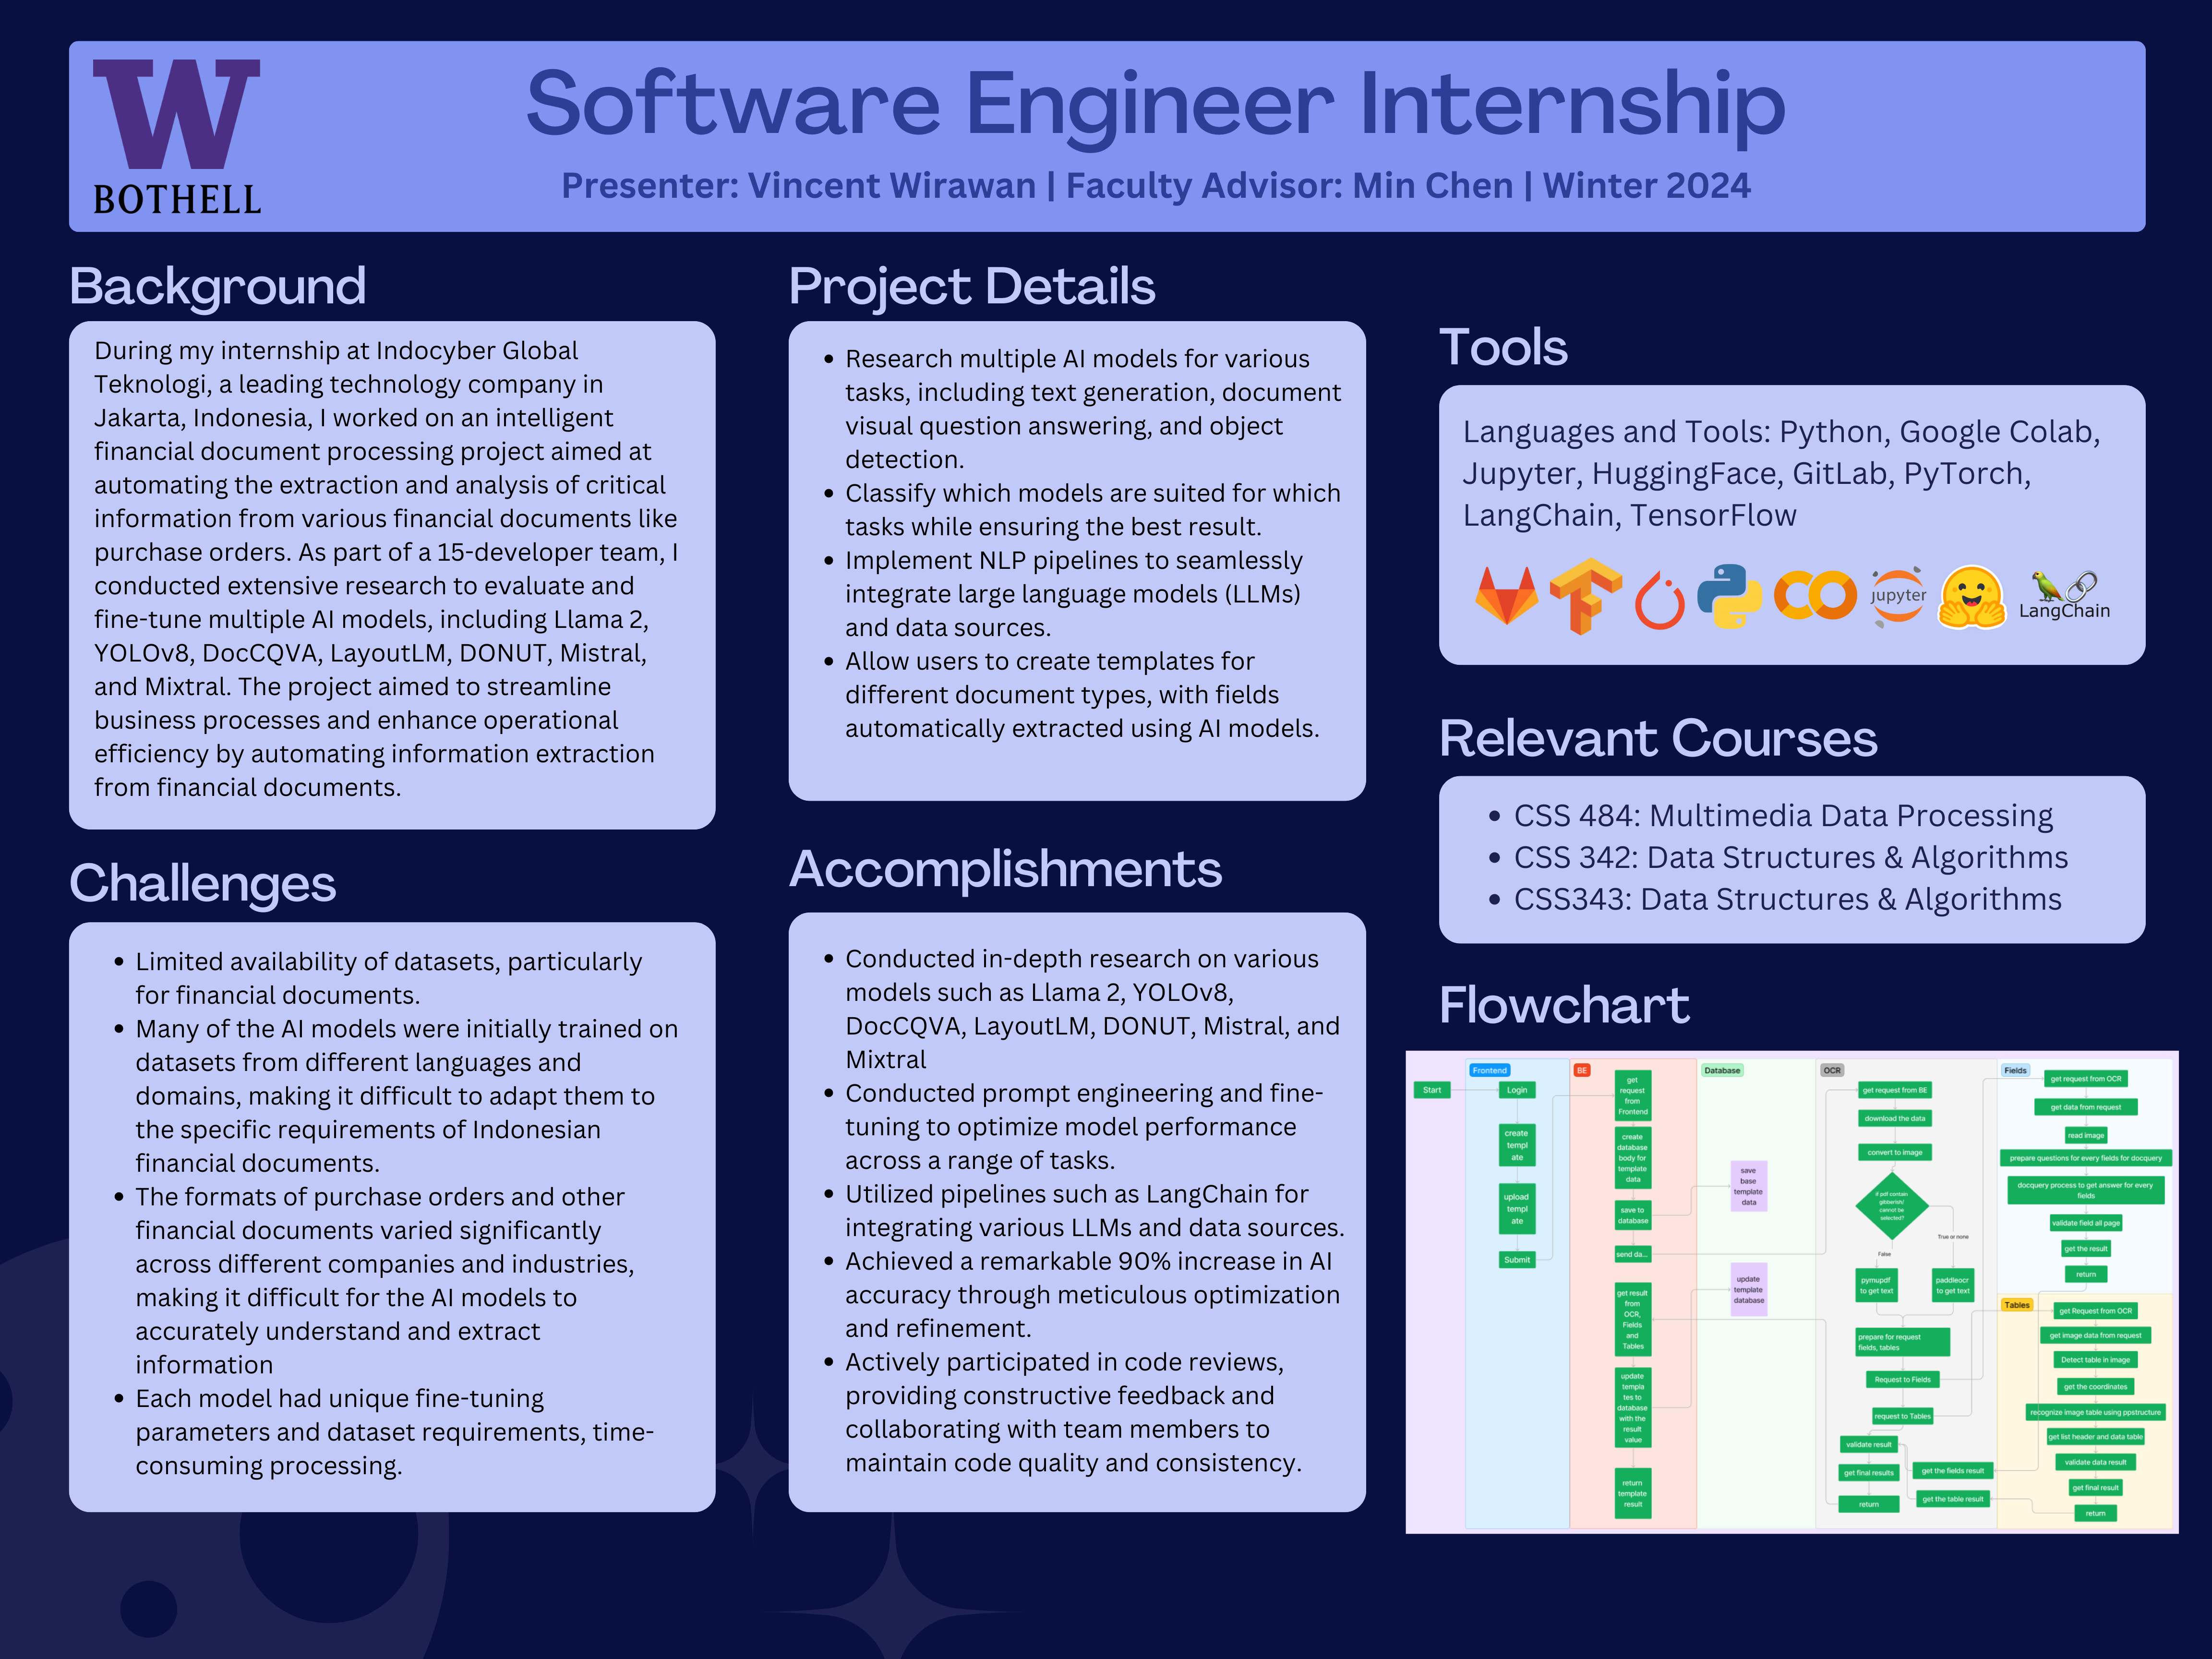 W
BOTHELL
Software Engineer Internship
Presenter: Vincent Wirawan | Faculty Advisor: Min Chen | Winter 2024
Background
During my internship at Indocyber Global
Teknologi, a leading technology company in
Jakarta, Indonesia, I worked on an intelligent
financial document processing project aimed at
automating the extraction and analysis of critical
information from various financial documents like
purchase orders. As part of a 15-developer team, I
conducted extensive research to evaluate and
fine-tune multiple AI models, including Llama 2,
YOLOv8, DocCQVA, LayoutLM, DONUT, Mistral,
and Mixtral. The project aimed to streamline
business processes and enhance operational
efficiency by automating information extraction
from financial documents.
Challenges
• Limited availability of datasets, particularly
for financial documents.
• Many of the AI models were initially trained on
datasets from different languages and
domains, making it difficult to adapt them to
the specific requirements of Indonesian
financial documents.
• The formats of purchase orders and other
financial documents varied significantly
across different companies and industries,
making it difficult for the AI models to
accurately understand and extract
information
• Each model had unique fine-tuning
parameters and dataset requirements, time-
consuming processing.
Project Details
• Research multiple AI models for various
tasks, including text generation, document
visual question answering, and object
detection.
• Classify which models are suited for which
tasks while ensuring the best result.
• Implement NLP pipelines to seamlessly
integrate large language models (LLMs)
and data sources.
• Allow users to create templates for
different document types, with fields
automatically extracted using AI models.
Accomplishments
• Conducted in-depth research on various
models such as Llama 2, YOLOv8,
DocCQVA, LayoutLM, DONUT, Mistral, and
Mixtral
• Conducted prompt engineering and fine-
tuning to optimize model performance
across a range of tasks.
• Utilized pipelines such as LangChain for
integrating various LLMs and data sources.
• Achieved a remarkable 90% increase in AI
accuracy through meticulous optimization
and refinement.
• Actively participated in code reviews,
providing constructive feedback and
collaborating with team members to
maintain code quality and consistency.
Tools
Languages and Tools: Python, Google Colab,
Jupyter, HuggingFace, GitLab, PyTorch,
LangChain, TensorFlow
jupyter
LangChain
Relevant Courses
• CSS 484: Multimedia Data Processing
• CSS 342: Data Structures & Algorithms
• CSS343: Data Structures & Algorithms
Flowchart
Start
Frontend
Login
create
templ
ate
upload
templ
ate
Submit
BE
get
request
from
Frontend
create
database
body for
template
data
save to
database
send da...
get result
from
OCR,
Fields
and
Tables
update
templa
tes to
database
with the
result
value
return
template
result
Database
save
base
template
data
update
template
database
OCR
get request from BE
download the data
convert to image
if pdf contain
gibberish/
cannot be
selected?
False
True or none
pymupdf
to get text
paddleocr
to get text
prepare for request
fields, tables
Request to Fields
request to Tables
validate result
get final results
return
get the fields result
get the table result
Fields
get request from OCR
get data from request
read image
prepare questions for every fields for docquery
docquery process to get answer for every
fields
validate field all page
get the result
return
Tables
get Request from OCR
get image data from request
Detect table in image
get the coordinates
recognize image table using ppstructure
get list header and data table
validate data result
get final result
return